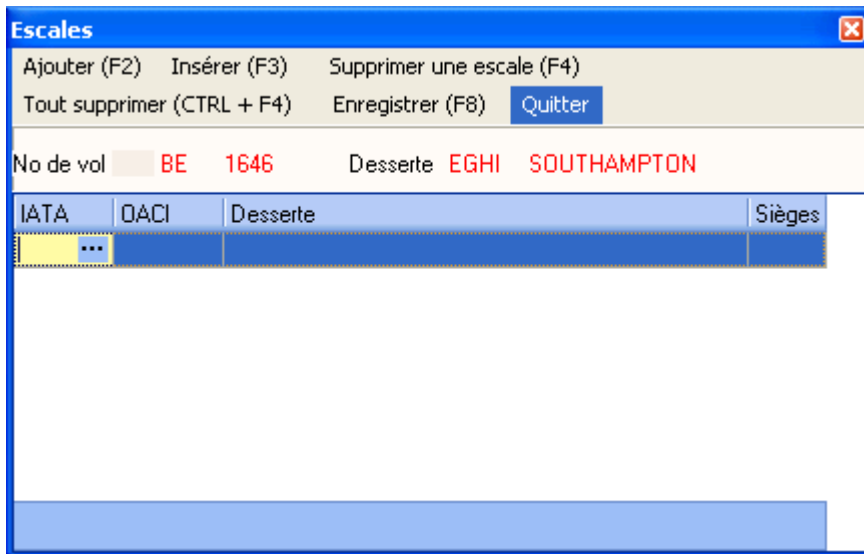 Escales
Ajouter (F2) Insérer (F3) Supprimer une escale (F4)
Tout supprimer (CTRL + F4) Enregistrer (F8) Quitter
No de vol BE 1646 Desserte EGHI SOUTHAMPTON
IATA OACI Desserte Sièges
...